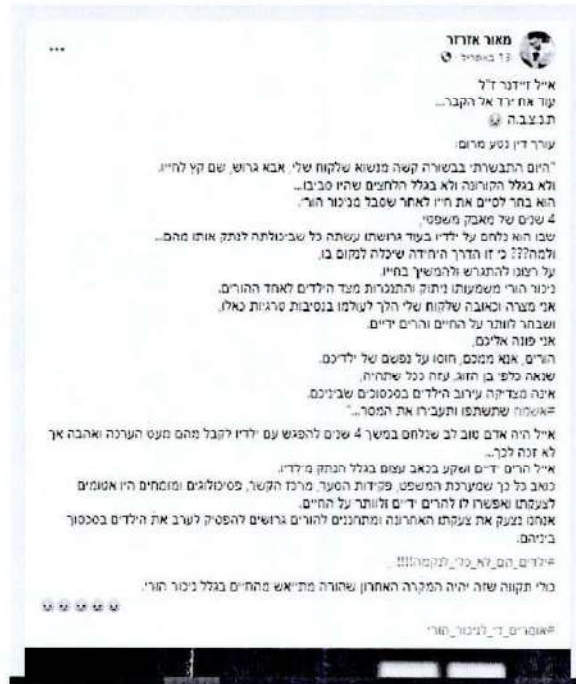 מאור אזרזר
13 באפריל
אייל זיידנר ז"ל
עוד אח ירד אל הקבר...
ת.נ.צ.ב.ה
עורך דין נטע מרום:
"היום התבשרתי בבשורה קשה מנשוא שלקוח שלי, אבא גרוש, שם קץ לחייו.
ולא בגלל הקורונה ולא בגלל הלחצים שהיו סביבו...
הוא בחר לסיים את חייו לאחר שסבל מניכור הורי.
4 שנים של מאבק משפטי,
שבו הוא נלחם על ילדיו בעוד גרושתו עשתה כל שביכולתה לנתק אותו מהם...
ולמה??? כי זו הדרך היחידה שיכלה לנקום בו,
על רצונו להתגרש ולהמשיך בחייו.
ניכור הורי משמעותו ניתוק והתנכרות מצד הילדים לאחד ההורים.
אני מצרה וכאובה שלקוח שלי הלך לעולמו בנסיבות טרגיות כאלו,
ושבחר לוותר על החיים והרים ידיים.
אני פונה אליכם,
הורים, אנא ממכם, חוסו על נפשם של ילדיכם.
שנאה כלפי בן הזוג, עזה ככל שתהיה,
אינה מצדיקה עירוב הילדים בסכסוכים שביניכם.
#אשמח שתשתפו ותעבירו את המסר..."
אייל היה אדם טוב לב שנלחם במשך 4 שנים להפגש עם ילדיו לקבל מהם מעט הערכה ואהבה אך
לא זכה לכך...
אייל הרים ידיים ושקע בכאב עצום בגלל הנתק מילדיו.
כואב כל כך שמערכת המשפט, פקידות הסעד, מרכז הקשר, פסיכולוגים ומומחים היו אטומים
לצעקתו ואפשרו לו להרים ידיים ולוותר על החיים.
אנחנו נצעק את צעקתו האחרונה ומתחננים להורים גרושים להפסיק לערב את הילדים בסכסוך
ביניהם.
#ילדים_הם_לא_כלי_לנקמה!!!!
כולי תקווה שזה יהיה המקרה האחרון שהורה מתייאש מהחיים בגלל ניכור הורי.
#אומרים_די_לניכור_הורי